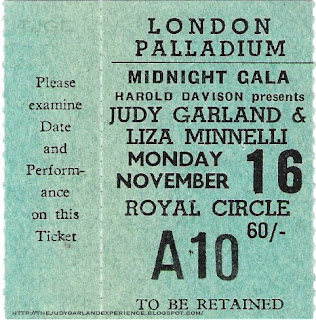 Please
examine
Date
and
Perform-
ance
on this
Ticket
LONDON
PALLADIUM
MIDNIGHT GALA
HAROLD DAVISON presents
JUDY GARLAND &
LIZA MINNELLI
MONDAY
NOVEMBER 16
ROYAL CIRCLE
A10 60/-
TO BE RETAINED
HTTP://THEJUDYGARLANDEXPERIENCE.BLOGSPOT.COM/